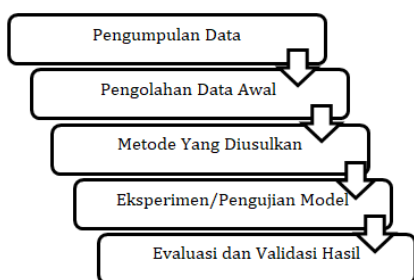 Pengumpulan Data
Pengolahan Data Awal
Metode Yang Diusulkan
Eksperimen/Pengujian Model
Evaluasi dan Validasi Hasil